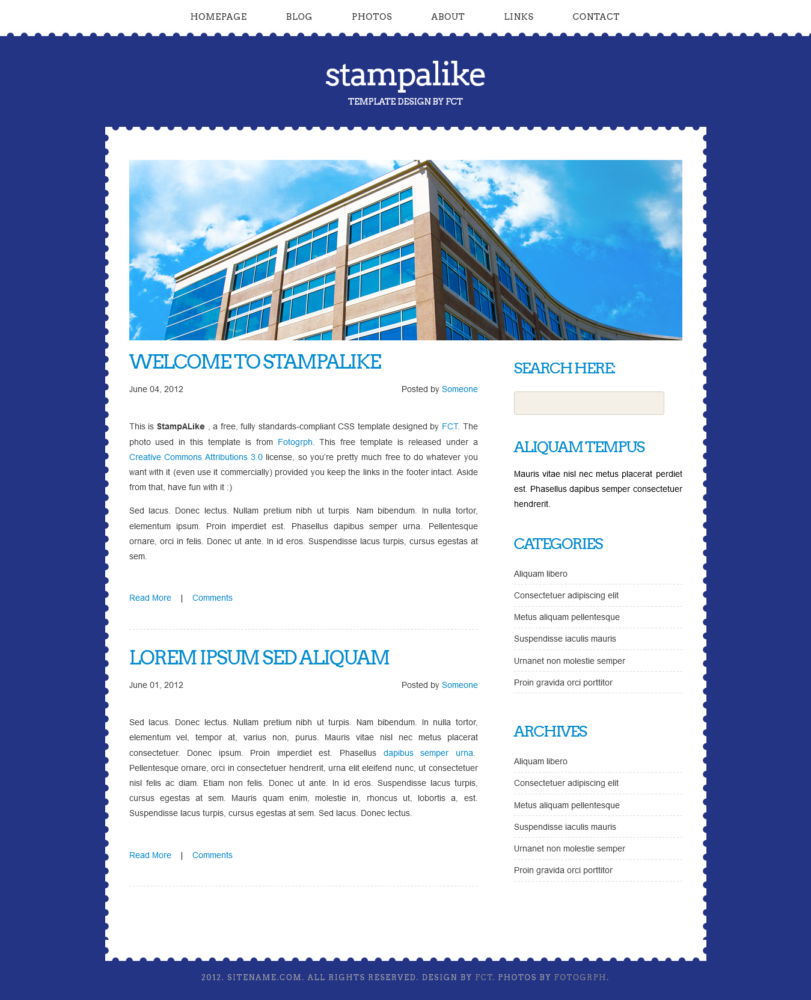 HOMEPAGE BLOG PHOTOS ABOUT LINKS CONTACT
stampalike
TEMPLATE DESIGN BY FCT
WELCOME TO STAMPALIKE
June 04, 2012 Posted by Someone
This is StampALike , a free, fully standards-compliant CSS template designed by FCT. The
photo used in this template is from Fotogrph. This free template is released under a
Creative Commons Attributions 3.0 license, so you’re pretty much free to do whatever you
want with it (even use it commercially) provided you keep the links in the footer intact. Aside
from that, have fun with it :)
Sed lacus. Donec lectus. Nullam pretium nibh ut turpis. Nam bibendum. In nulla tortor,
elementum ipsum. Proin imperdiet est. Phasellus dapibus semper urna. Pellentesque
ornare, orci in felis. Donec ut ante. In id eros. Suspendisse lacus turpis, cursus egestas at
sem.
Read More | Comments
LOREM IPSUM SED ALIQUAM
June 01, 2012 Posted by Someone
Sed lacus. Donec lectus. Nullam pretium nibh ut turpis. Nam bibendum. In nulla tortor,
elementum vel, tempor at, varius non, purus. Mauris vitae nisl nec metus placerat
consectetuer. Donec ipsum. Proin imperdiet est. Phasellus dapibus semper urna.
Pellentesque ornare, orci in consectetuer hendrerit, urna elit eleifend nunc, ut consectetuer
nisl felis ac diam. Etiam non felis. Donec ut ante. In id eros. Suspendisse lacus turpis,
cursus egestas at sem. Mauris quam enim, molestie in, rhoncus ut, lobortis a, est.
Suspendisse lacus turpis, cursus egestas at sem. Sed lacus. Donec lectus.
Read More | Comments
SEARCH HERE:
ALIQUAM TEMPUS
Mauris vitae nisl nec metus placerat perdiet
est. Phasellus dapibus semper consectetuer
hendrerit.
CATEGORIES
Aliquam libero
Consectetuer adipiscing elit
Metus aliquam pellentesque
Suspendisse iaculis mauris
Urnanet non molestie semper
Proin gravida orci porttitor
ARCHIVES
Aliquam libero
Consectetuer adipiscing elit
Metus aliquam pellentesque
Suspendisse iaculis mauris
Urnanet non molestie semper
Proin gravida orci porttitor
2012. SITENAME.COM. ALL RIGHTS RESERVED. DESIGN BY FCT. PHOTOS BY FOTOGRPH.